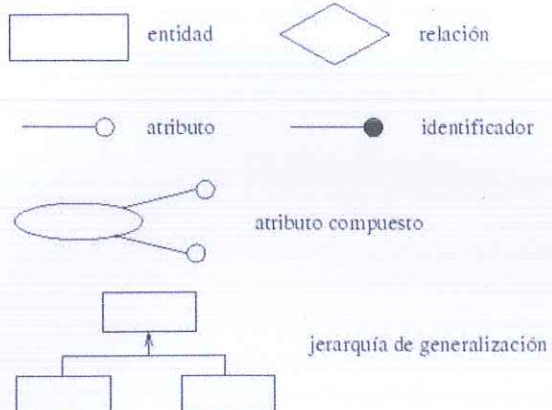 entidad
relación
atributo
identificador
atributo compuesto
jerarquía de generalización